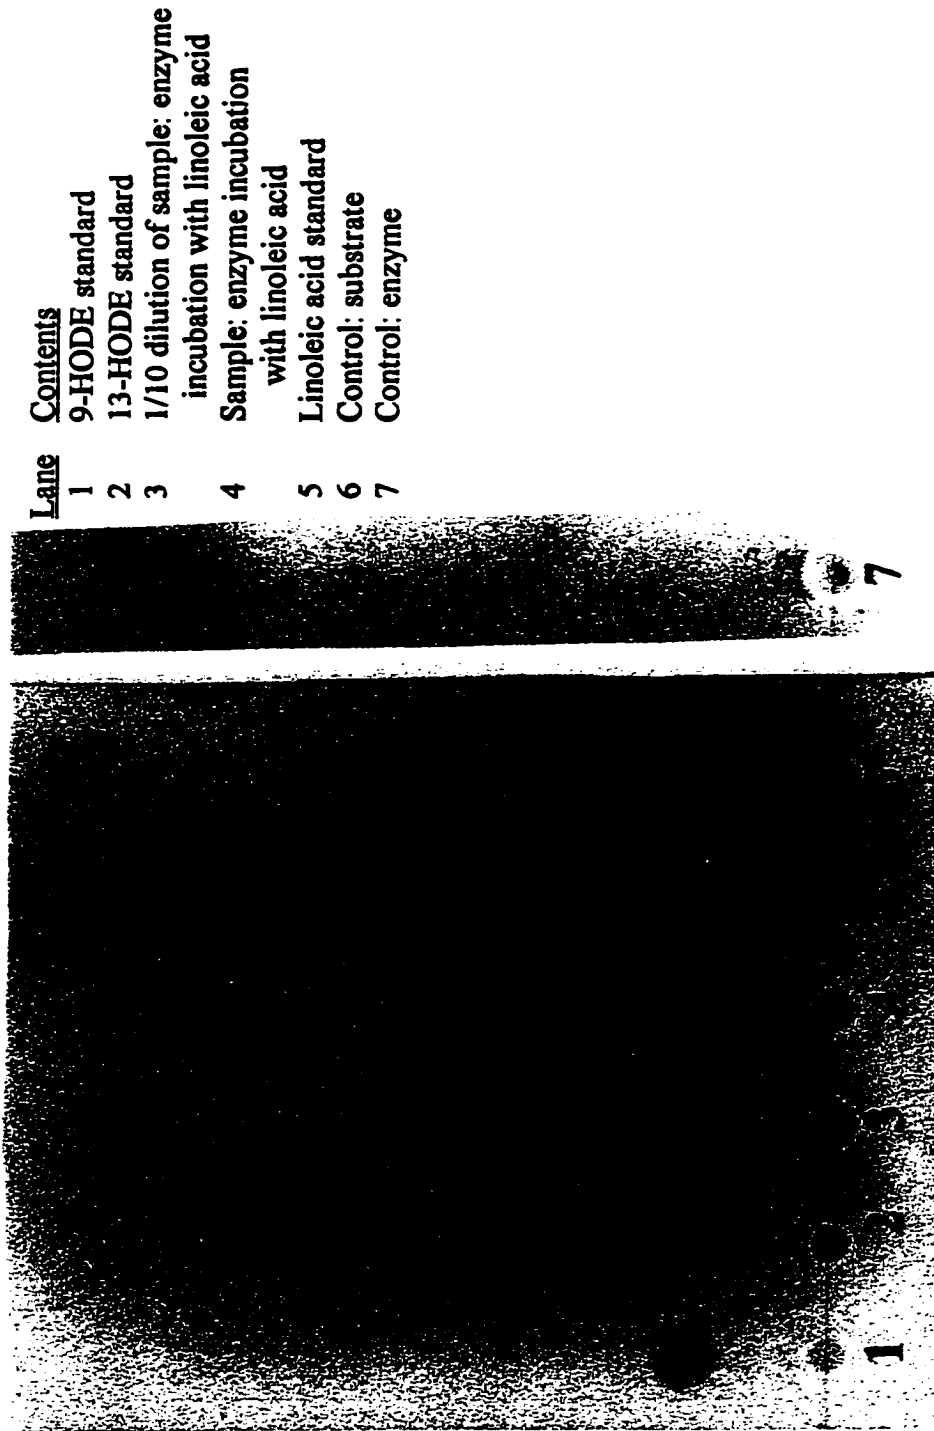 Lane Contents
1 9-HODE standard
2 13-HODE standard
3 1/10 dilution of sample: enzyme
incubation with linoleic acid
4 Sample: enzyme incubation
with linoleic acid
5 Linoleic acid standard
6 Control: substrate
7 Control: enzyme
1 2 3 7